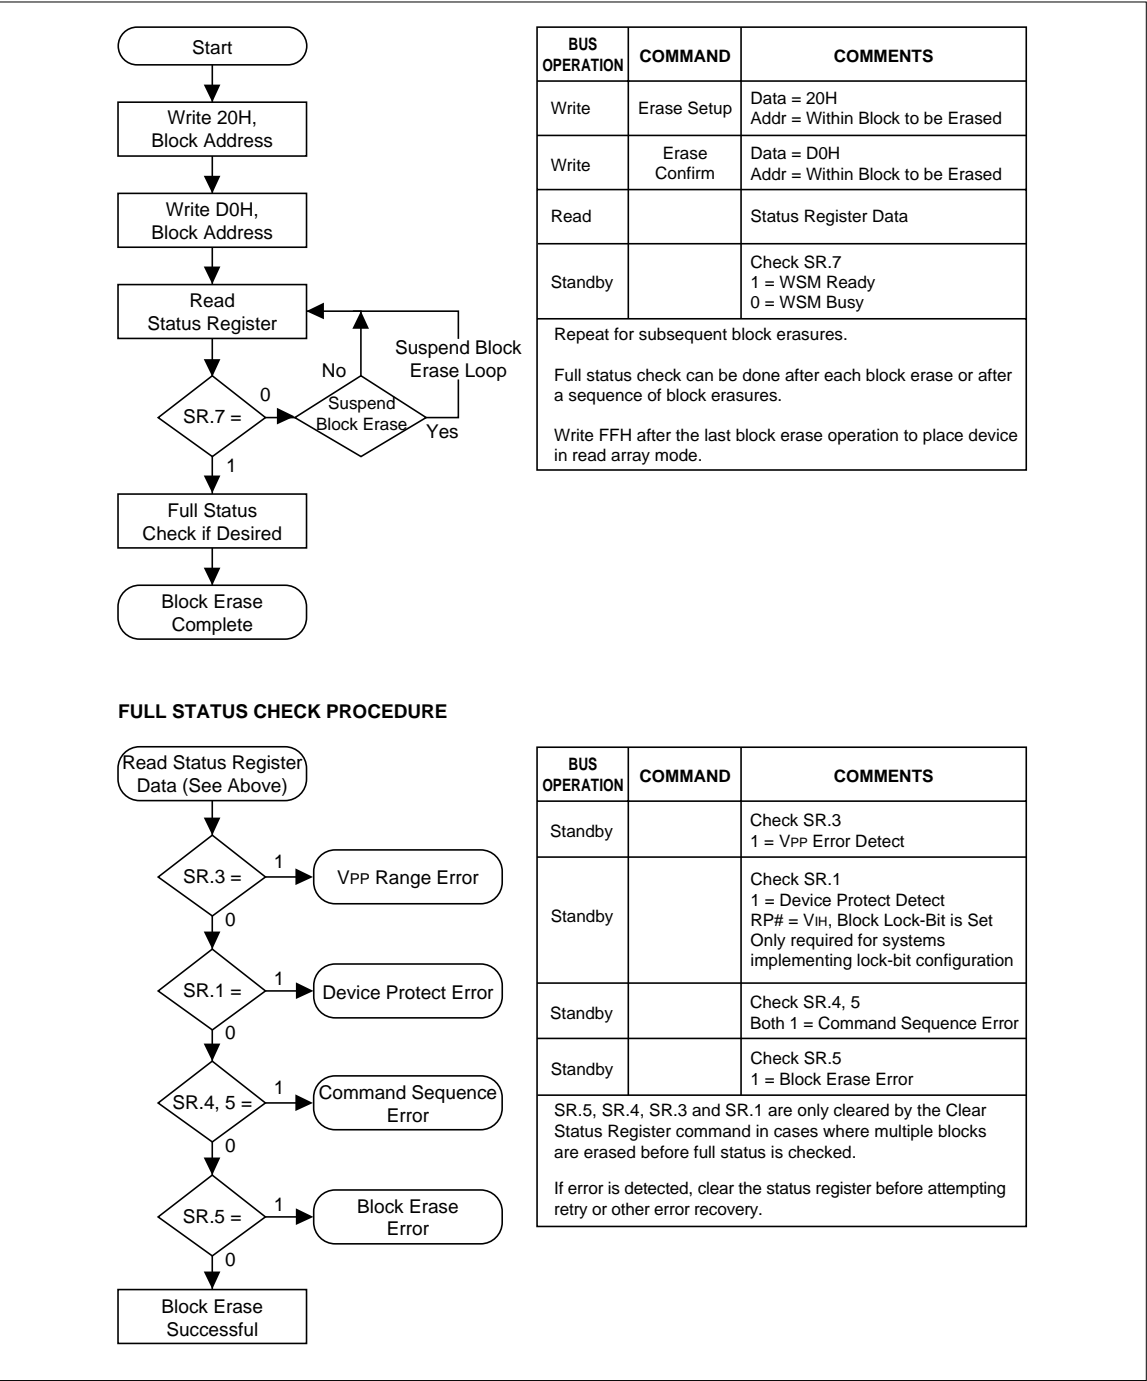 Start
Write 20H,
Block Address
Write D0H,
Block Address
Read
Status Register
Suspend Block
Erase Loop
No
0
SR.7 =
Suspend
Block Erase
Yes
1
Full Status
Check if Desired
Block Erase
Complete
BUS
OPERATION
COMMAND
COMMENTS
Write
Erase Setup
Data = 20H
Addr = Within Block to be Erased
Write
Erase
Confirm
Data = D0H
Addr = Within Block to be Erased
Read
Status Register Data
Standby
Check SR.7
1 = WSM Ready
0 = WSM Busy
Repeat for subsequent block erasures.
Full status check can be done after each block erase or after
a sequence of block erasures.
Write FFH after the last block erase operation to place device
in read array mode.
FULL STATUS CHECK PROCEDURE
Read Status Register
Data (See Above)
SR.3 =
1
VPP Range Error
0
SR.1 =
1
Device Protect Error
0
SR.4, 5 =
1
Command Sequence
Error
0
SR.5 =
1
Block Erase
Error
0
Block Erase
Successful
BUS
OPERATION
COMMAND
COMMENTS
Standby
Check SR.3
1 = VPP Error Detect
Standby
Check SR.1
1 = Device Protect Detect
RP# = VIH, Block Lock-Bit is Set
Only required for systems
implementing lock-bit configuration
Standby
Check SR.4, 5
Both 1 = Command Sequence Error
Standby
Check SR.5
1 = Block Erase Error
SR.5, SR.4, SR.3 and SR.1 are only cleared by the Clear
Status Register command in cases where multiple blocks
are erased before full status is checked.
If error is detected, clear the status register before attempting
retry or other error recovery.